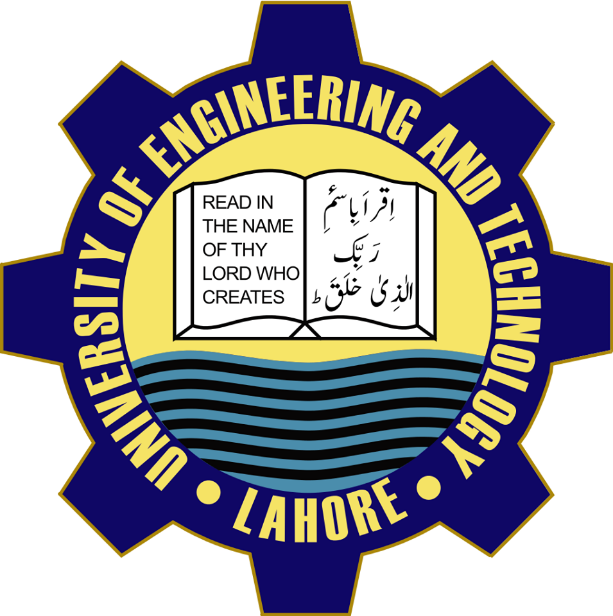 UNIVERSITY OF ENGINEERING AND TECHNOLOGY
READ IN
THE NAME
OF THY
LORD WHO
CREATES
اِقرَاَبِاسمِ
رَبِّکَ
الَّذِیٰ خَلَقَ ؕ
• LAHORE •